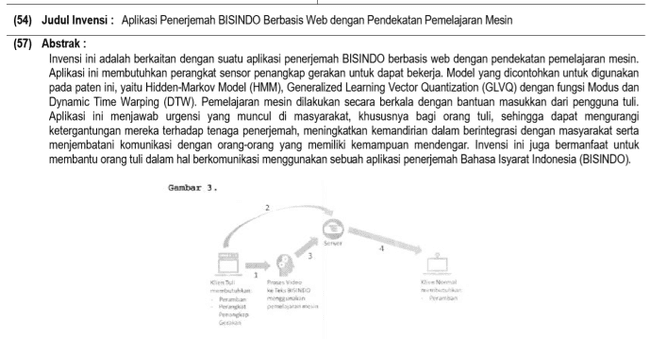 (54) Judul Invensi : Aplikasi Penerjemah BISINDO Berbasis Web dengan Pendekatan Pemelajaran Mesin
(57) Abstrak :
Invensi ini adalah berkaitan dengan suatu aplikasi penerjemah BISINDO berbasis web dengan pendekatan pemelajaran mesin.
Aplikasi ini membutuhkan perangkat sensor penangkap gerakan untuk dapat bekerja. Model yang dicontohkan untuk digunakan
pada paten ini, yaitu Hidden-Markov Model (HMM), Generalized Learning Vector Quantization (GLVQ) dengan fungsi Modus dan
Dynamic Time Warping (DTW). Pemelajaran mesin dilakukan secara berkala dengan bantuan masukkan dari pengguna tuli.
Aplikasi ini menjawab urgensi yang muncul di masyarakat, khususnya bagi orang tuli, sehingga dapat mengurangi
ketergantungan mereka terhadap tenaga penerjemah, meningkatkan kemandirian dalam berintegrasi dengan masyarakat serta
menjembatani komunikasi dengan orang-orang yang memiliki kemampuan mendengar. Invensi ini juga bermanfaat untuk
membantu orang tuli dalam hal berkomunikasi menggunakan sebuah aplikasi penerjemah Bahasa Isyarat Indonesia (BISINDO).
Gambar 3.
2
Server
3
4
1
Klien Tuli
membutuhkan:
- Peramban
- Perangkat
Penangkap
Gerakan
Proses Video
ke Teks BISINDO
menggunakan
pemelajaran mesin
Klien Normal
membutuhkan:
- Peramban